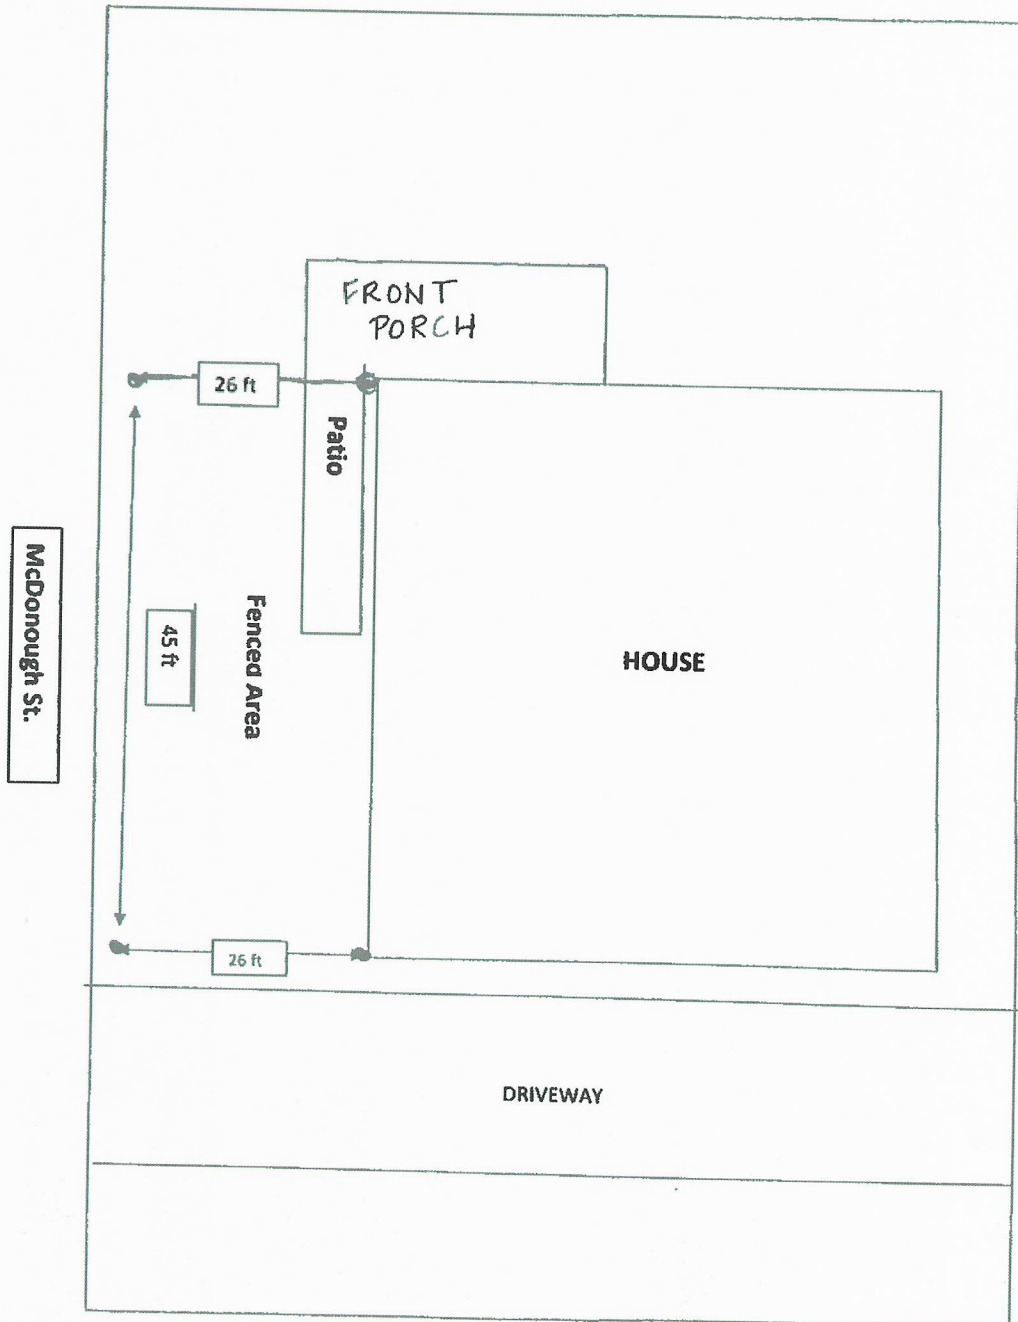 FRONT
PORCH
26 ft
Patio
McDonough St.
45 ft
Fenced Area
HOUSE
26 ft
DRIVEWAY